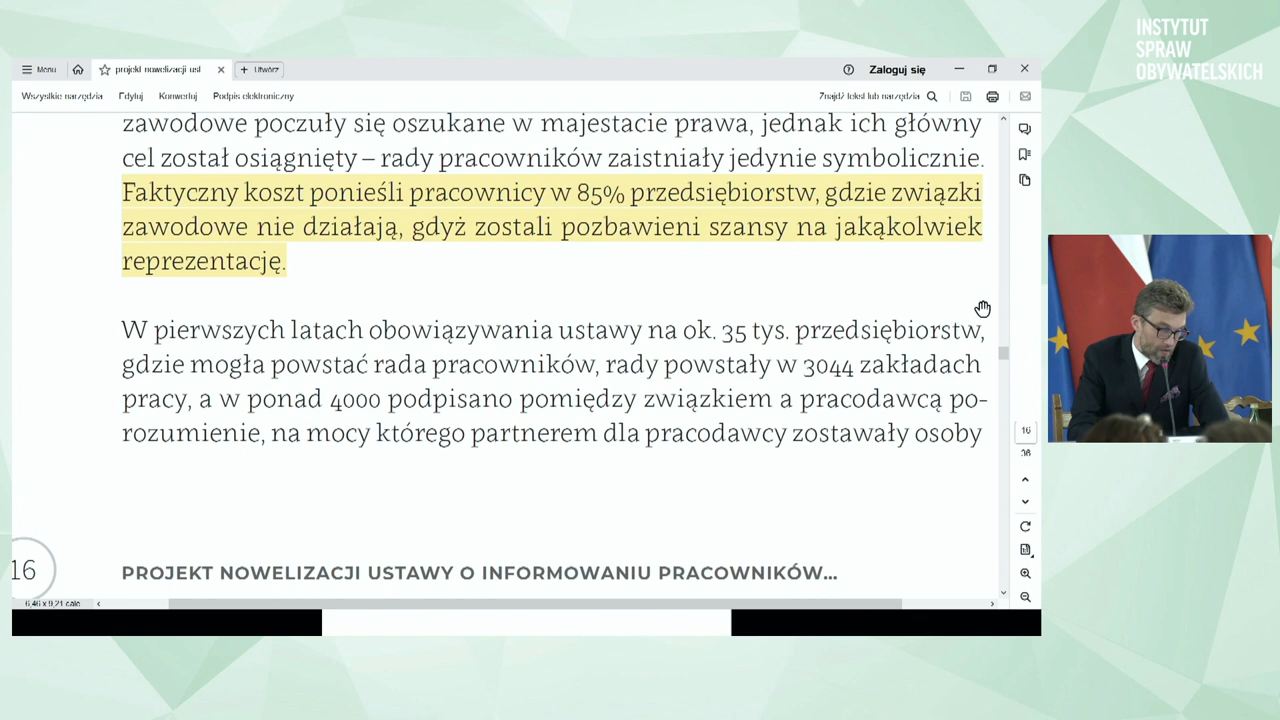 INSTYTUT
SPRAW
OBYWATELSKICH
Menu
projekt nowelizacji ust
Utwórz
Zaloguj się
Wszystkie narzędzia
Edytuj
Konwertuj
Podpis elektroniczny
Znajdź tekst lub narzędzia
zawodowe poczuły się oszukane w majestacie prawa, jednak ich główny
cel został osiągnięty – rady pracowników zaistniały jedynie symbolicznie.
Faktyczny koszt ponieśli pracownicy w 85% przedsiębiorstw, gdzie związki
zawodowe nie działają, gdyż zostali pozbawieni szansy na jakąkolwiek
reprezentację.
W pierwszych latach obowiązywania ustawy na ok. 35 tys. przedsiębiorstw,
gdzie mogła powstać rada pracowników, rady powstały w 3044 zakładach
pracy, a w ponad 4000 podpisano pomiędzy związkiem a pracodawcą po-
rozumienie, na mocy którego partnerem dla pracodawcy zostawały osoby
16
36
16
PROJEKT NOWELIZACJI USTAWY O INFORMOWANIU PRACOWNIKÓW...
6,46 x 9,21 cale